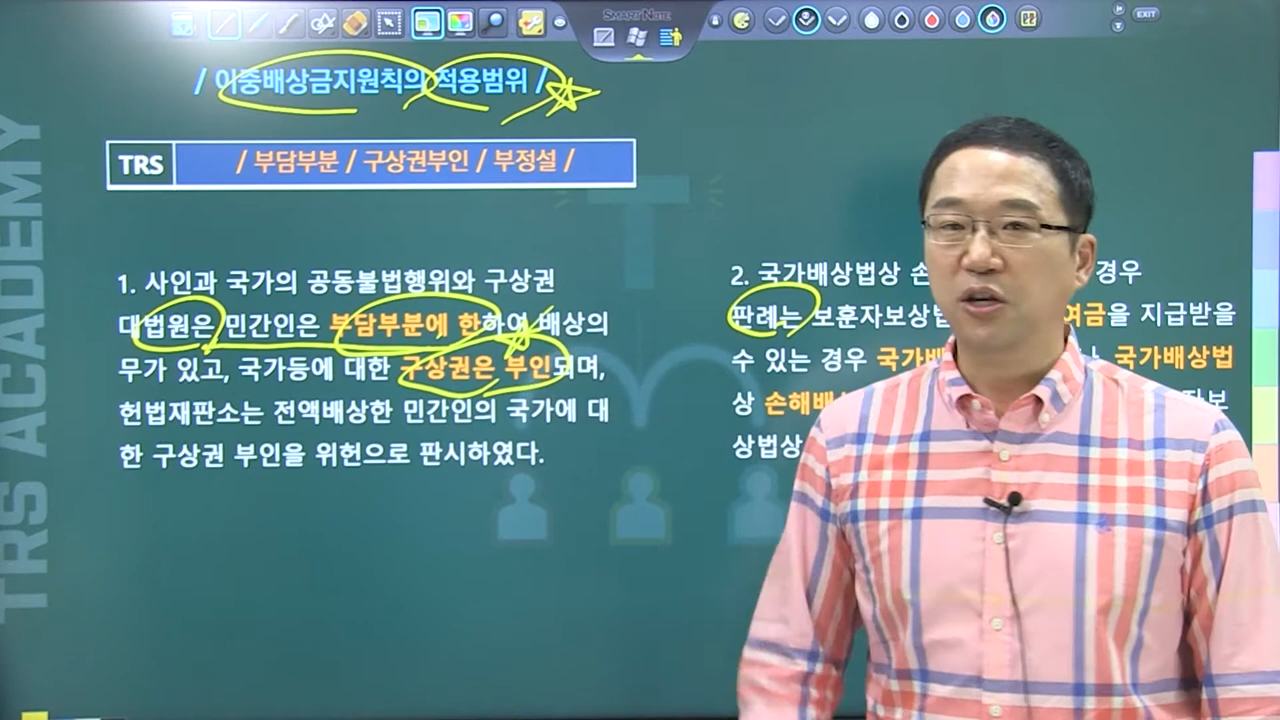 SMART NOTE
EXIT
/ 이중배상금지원칙의 적용범위 /
TRS / 부담부분 / 구상권부인 / 부정설 /
TRS ACADEMY
1. 사인과 국가의 공동불법행위와 구상권
대법원은 민간인은 부담부분에 한하여 배상의
무가 있고, 국가등에 대한 구상권은 부인되며,
헌법재판소는 전액배상한 민간인의 국가에 대
한 구상권 부인을 위헌으로 판시하였다.
2. 국가배상법상 손 경우
판례는 보훈자보상법 여금을 지급받을
수 있는 경우 국가배 국가배상법
상 손해배 자보
상법상